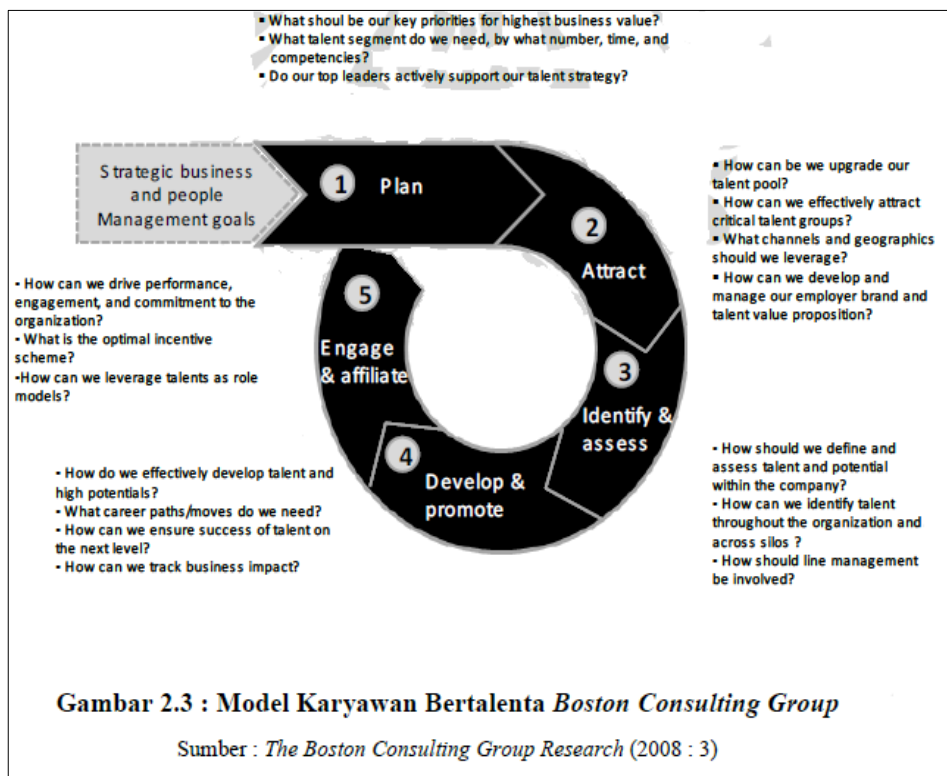 ▪ What shoul be our key priorities for highest business value?
▪ What talent segment do we need, by what number, time, and
competencies?
▪ Do our top leaders actively support our talent strategy?
Strategic business
and people
Management goals
1
Plan
2
Attract
▪ How can be we upgrade our
talent pool?
▪ How can we effectively attract
critical talent groups?
▪ What channels and geographics
should we leverage?
▪ How can we develop and
manage our employer brand and
talent value proposition?
3
Identify &
assess
- How should we define and
assess talent and potential
within the company?
- How can we identify talent
throughout the organization and
across silos ?
- How should line management
be involved?
4
Develop &
promote
- How do we effectively develop talent and
high potentials?
- What career paths/moves do we need?
- How can we ensure success of talent on
the next level?
- How can we track business impact?
5
Engage
& affiliate
- How can we drive performance,
engagement, and commitment to the
organization?
- What is the optimal incentive
scheme?
-How can we leverage talents as role
models?
Gambar 2.3 : Model Karyawan Bertalenta Boston Consulting Group
Sumber : The Boston Consulting Group Research (2008 : 3)